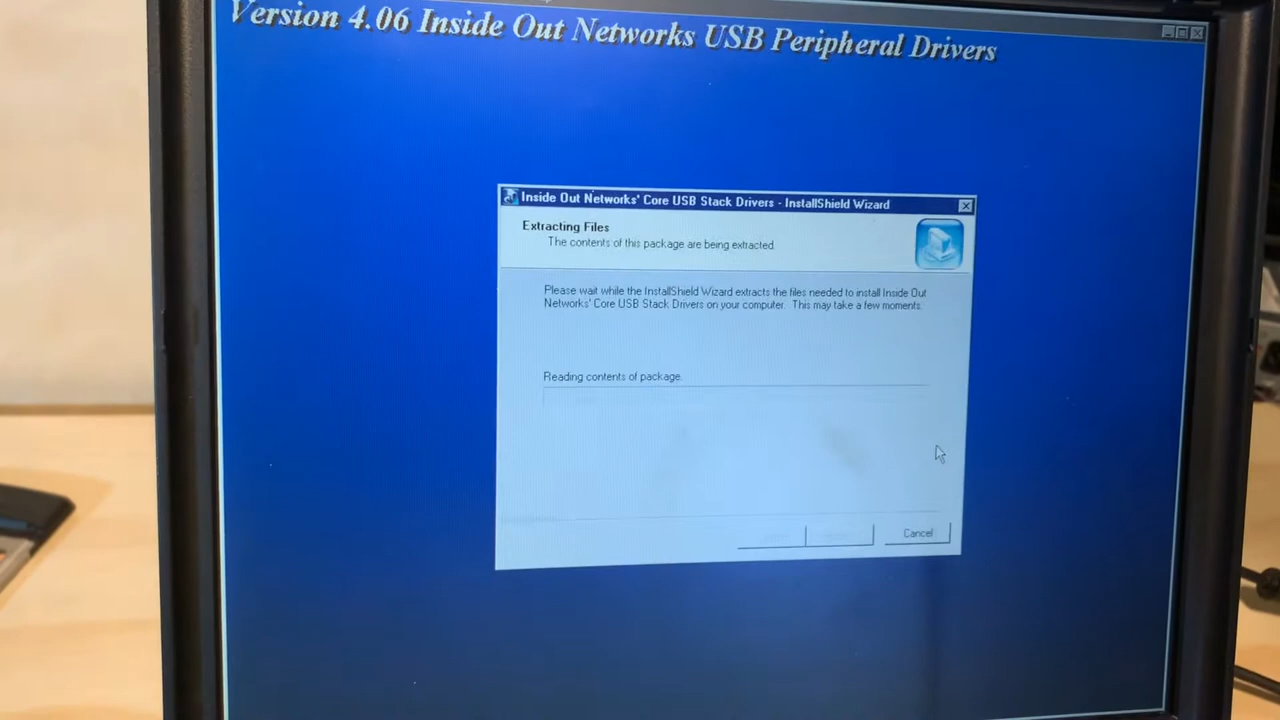 Version 4.06 Inside Out Networks USB Peripheral Drivers
Inside Out Networks' Core USB Stack Drivers - InstallShield Wizard
Extracting Files
The contents of this package are being extracted.
Please wait while the InstallShield Wizard extracts the files needed to install Inside Out
Networks' Core USB Stack Drivers on your computer. This may take a few moments.
Reading contents of package.
Cancel